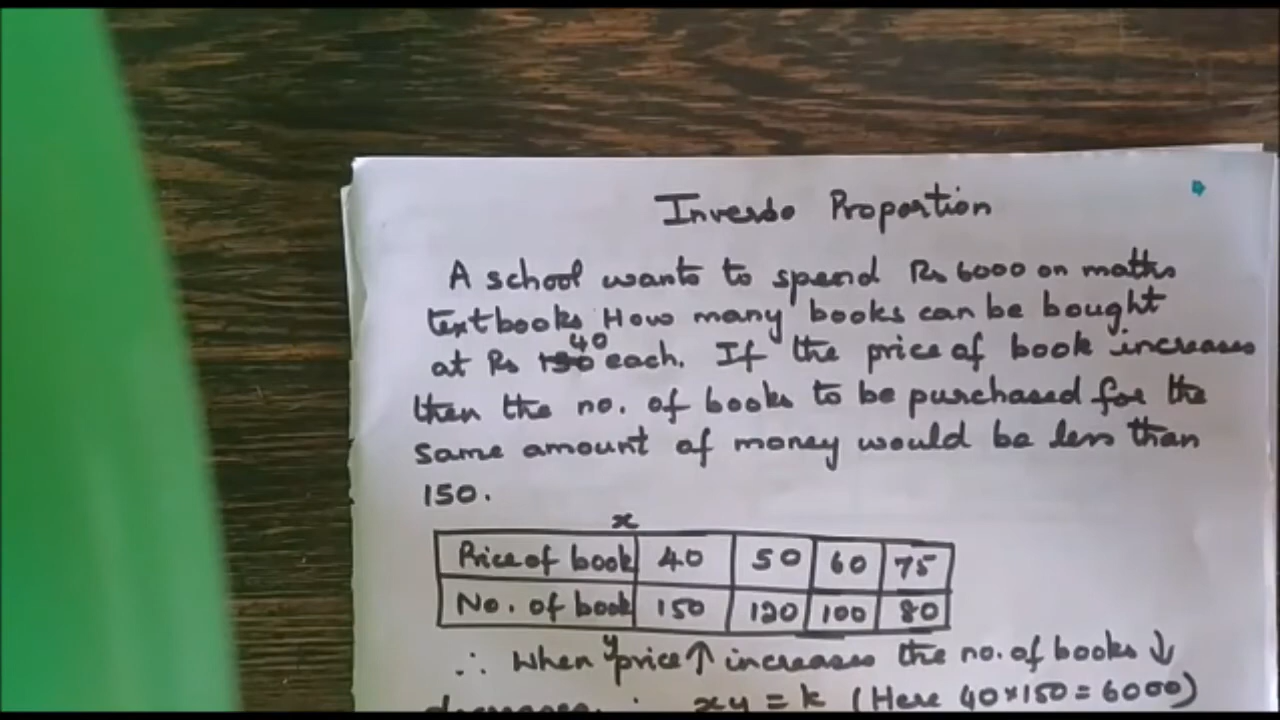 Inverse Proportion
A school wants to spend Rs 6000 on maths
textbooks. How many books can be bought
40
at Rs each. If the price of book increases
then the no. of books to be purchased for the
same amount of money would be less than
150.
x
Price of book 40 50 60 75
No. of book 150 120 100 80
y
∴ When price ↑ increases the no. of books ↓
decreases. ∴ xy = k (Here 40×150 = 6000)